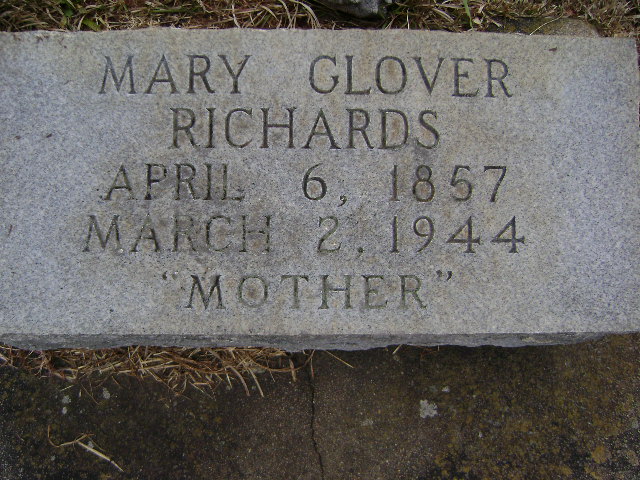 MARY GLOVER
RICHARDS
APRIL 6, 1857
MARCH 2, 1944
"MOTHER"